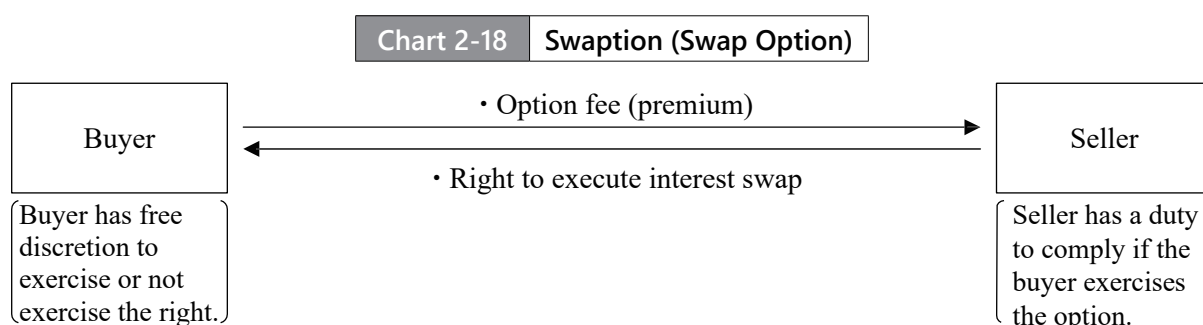 Chart 2-18 Swaption (Swap Option)
・Option fee (premium)
Buyer
Seller
・Right to execute interest swap
Buyer has free
discretion to
exercise or not
exercise the right.
Seller has a duty
to comply if the
buyer exercises
the option.